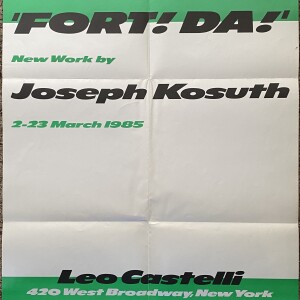 'FORT! DA!'
New Work by
Joseph Kosuth
2-23 March 1985
Leo Castelli
420 West Broadway, New York